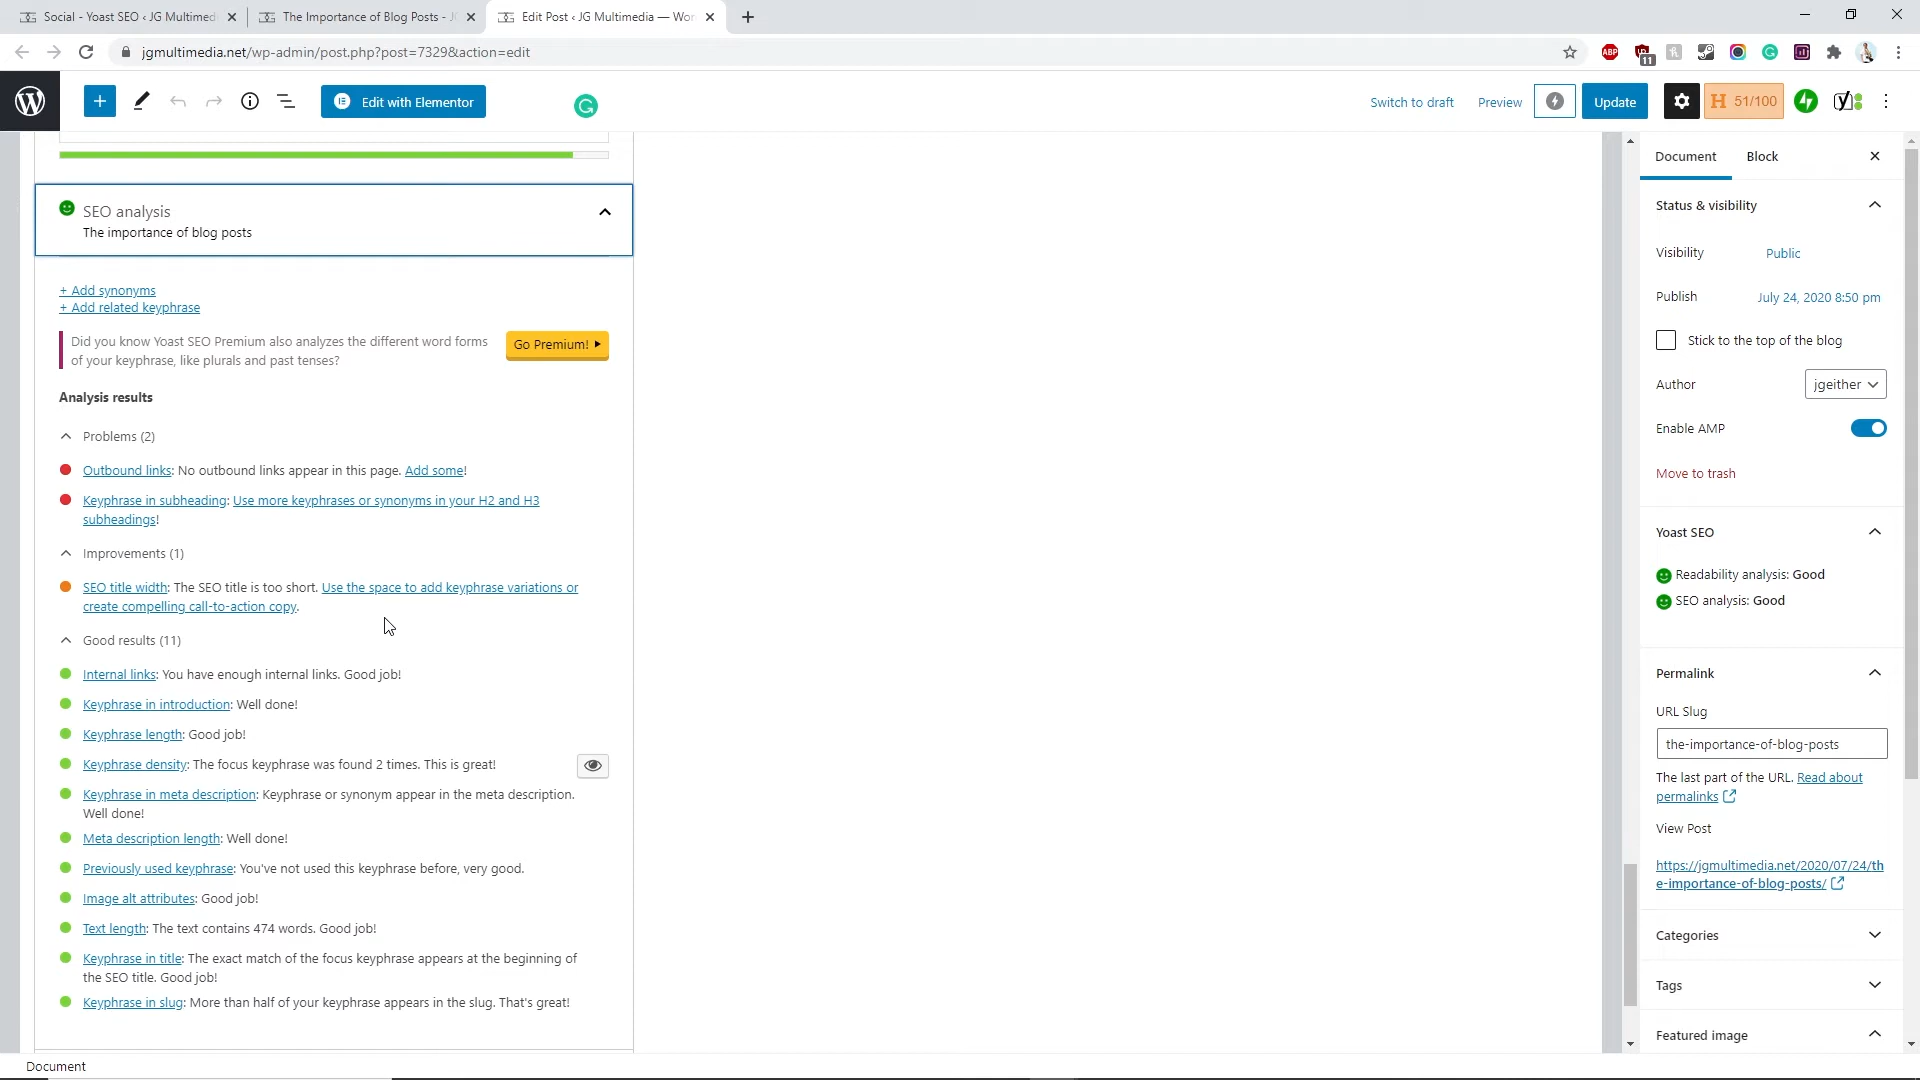 Social - Yoast SEO ‹ JG Multimed
The Importance of Blog Posts - JG
Edit Post ‹ JG Multimedia — Wor
jgmultimedia.net/wp-admin/post.php?post=7329&action=edit
ABP
11
Edit with Elementor
Switch to draft
Preview
Update
H 51/100
SEO analysis
The importance of blog posts
+ Add synonyms
+ Add related keyphrase
Did you know Yoast SEO Premium also analyzes the different word forms
of your keyphrase, like plurals and past tenses?
Go Premium!
Analysis results
Problems (2)
Outbound links: No outbound links appear in this page. Add some!
Keyphrase in subheading: Use more keyphrases or synonyms in your H2 and H3
subheadings!
Improvements (1)
SEO title width: The SEO title is too short. Use the space to add keyphrase variations or
create compelling call-to-action copy.
Good results (11)
Internal links: You have enough internal links. Good job!
Keyphrase in introduction: Well done!
Keyphrase length: Good job!
Keyphrase density: The focus keyphrase was found 2 times. This is great!
Keyphrase in meta description: Keyphrase or synonym appear in the meta description.
Well done!
Meta description length: Well done!
Previously used keyphrase: You've not used this keyphrase before, very good.
Image alt attributes: Good job!
Text length: The text contains 474 words. Good job!
Keyphrase in title: The exact match of the focus keyphrase appears at the beginning of
the SEO title. Good job!
Keyphrase in slug: More than half of your keyphrase appears in the slug. That's great!
Document
Block
Status & visibility
Visibility
Public
Publish
July 24, 2020 8:50 pm
Stick to the top of the blog
Author
jgeither
Enable AMP
Move to trash
Yoast SEO
Readability analysis: Good
SEO analysis: Good
Permalink
URL Slug
the-importance-of-blog-posts
The last part of the URL. Read about
permalinks
View Post
https://jgmultimedia.net/2020/07/24/th
e-importance-of-blog-posts/
Categories
Tags
Featured image
Document